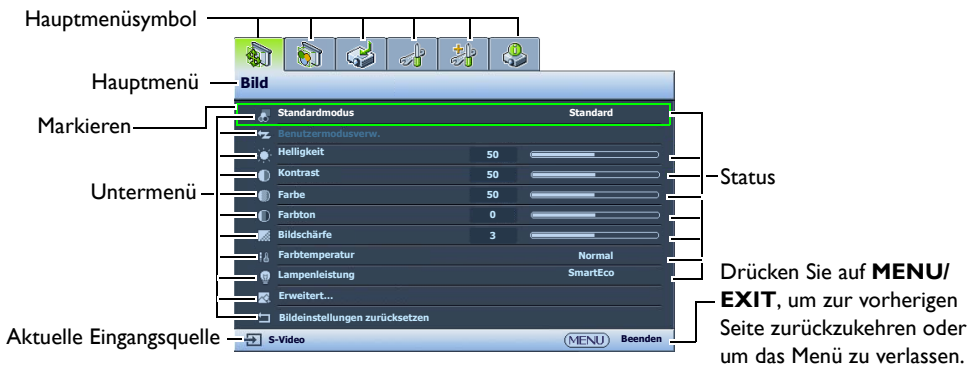 Hauptmenüsymbol
Hauptmenü
Bild
Markieren
Standardmodus Standard
Benutzermodusverw.
Helligkeit 50
Kontrast 50
Untermenü
Status
Farbe 50
Farbton 0
Bildschärfe 3
Farbtemperatur Normal
Lampenleistung SmartEco
Erweitert...
Bildeinstellungen zurücksetzen
Aktuelle Eingangsquelle
S-Video MENU Beenden
Drücken Sie auf MENU/
EXIT, um zur vorherigen
Seite zurückzukehren oder
um das Menü zu verlassen.